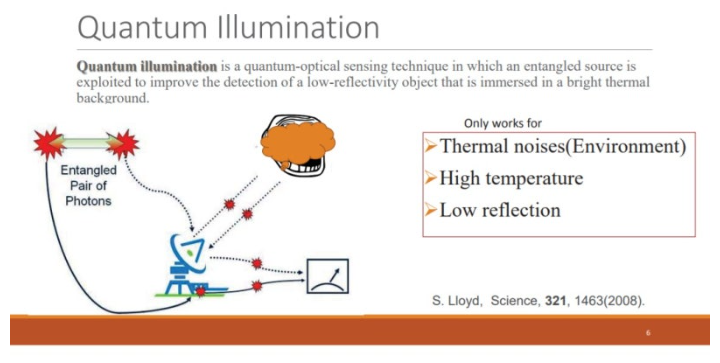 Quantum Illumination
Quantum illumination is a quantum-optical sensing technique in which an entangled source is
exploited to improve the detection of a low-reflectivity object that is immersed in a bright thermal
background.
Entangled
Pair of
Photons
Only works for
Thermal noises(Environment)
High temperature
Low reflection
S. Lloyd, Science, 321, 1463(2008).
6